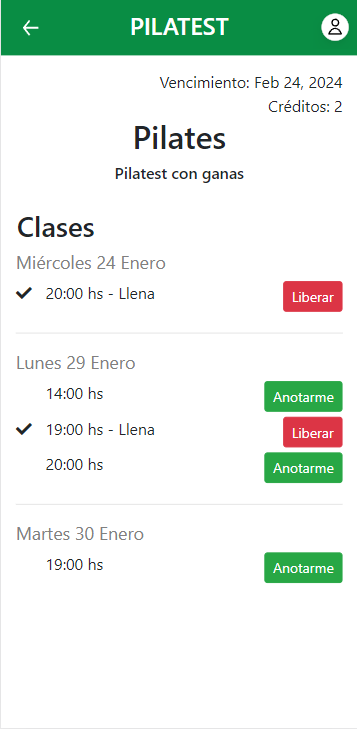 PILATEST
Vencimiento: Feb 24, 2024
Créditos: 2
Pilates
Pilatest con ganas
Clases
Miércoles 24 Enero
20:00 hs - Llena Liberar
Lunes 29 Enero
14:00 hs Anotarme
19:00 hs - Llena Liberar
20:00 hs Anotarme
Martes 30 Enero
19:00 hs Anotarme